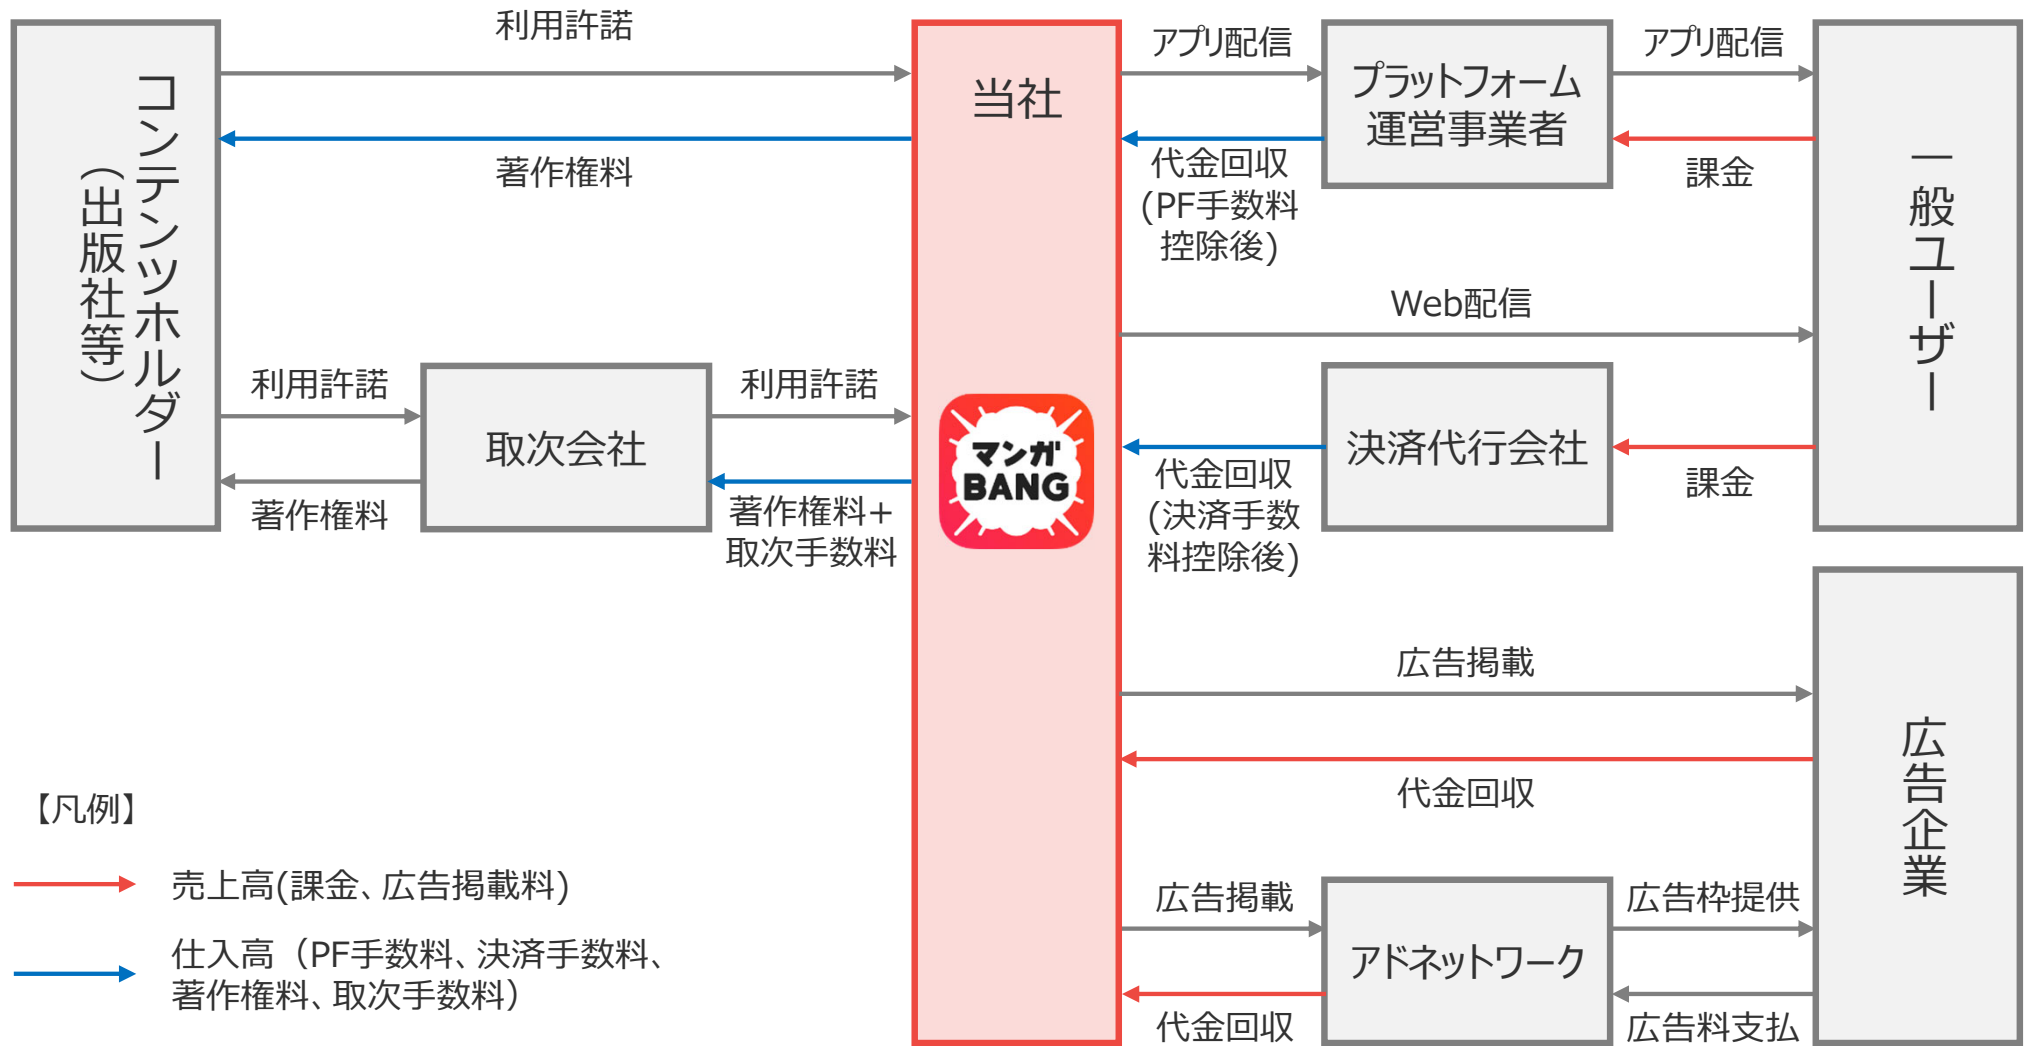 利用許諾
コンテンツホルダー
（出版社等）
著作権料
利用許諾
著作権料
取次会社
利用許諾
著作権料＋
取次手数料
当社
マンガ
BANG
アプリ配信
代金回収
(PF手数料
控除後)
プラットフォーム
運営事業者
アプリ配信
課金
Web配信
代金回収
(決済手数
料控除後)
決済代行会社
課金
一般ユーザー
広告掲載
代金回収
広告掲載
代金回収
アドネットワーク
広告枠提供
広告料支払
広告企業
【凡例】
売上高(課金、広告掲載料)
仕入高（PF手数料、決済手数料、
著作権料、取次手数料）